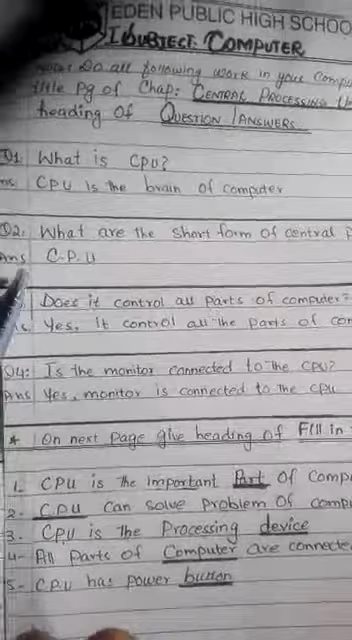 EDEN PUBLIC HIGH SCHOO
SUBJECT: COMPUTER
Do all following work in your Compu
title pg of Chap: CENTRAL PROCESSING
heading of QUESTION/ANSWERS
Q1. What is CPU?
Ans CPU is the brain of computer
Q2. What are the short form of central P
Ans C.P.U
Does it control all parts of computer?
Yes, It control all the parts of com
Q4: Is the monitor connected to the CPU?
Ans Yes, monitor is connected to the CPU
* On next page give heading of Fill in
1. CPU is the important Part of Compu
2. C.P.U can solve problem of comp
3. C.P.U is the Processing device
4- All Parts of Computer are connecte
5- C.P.U has power button